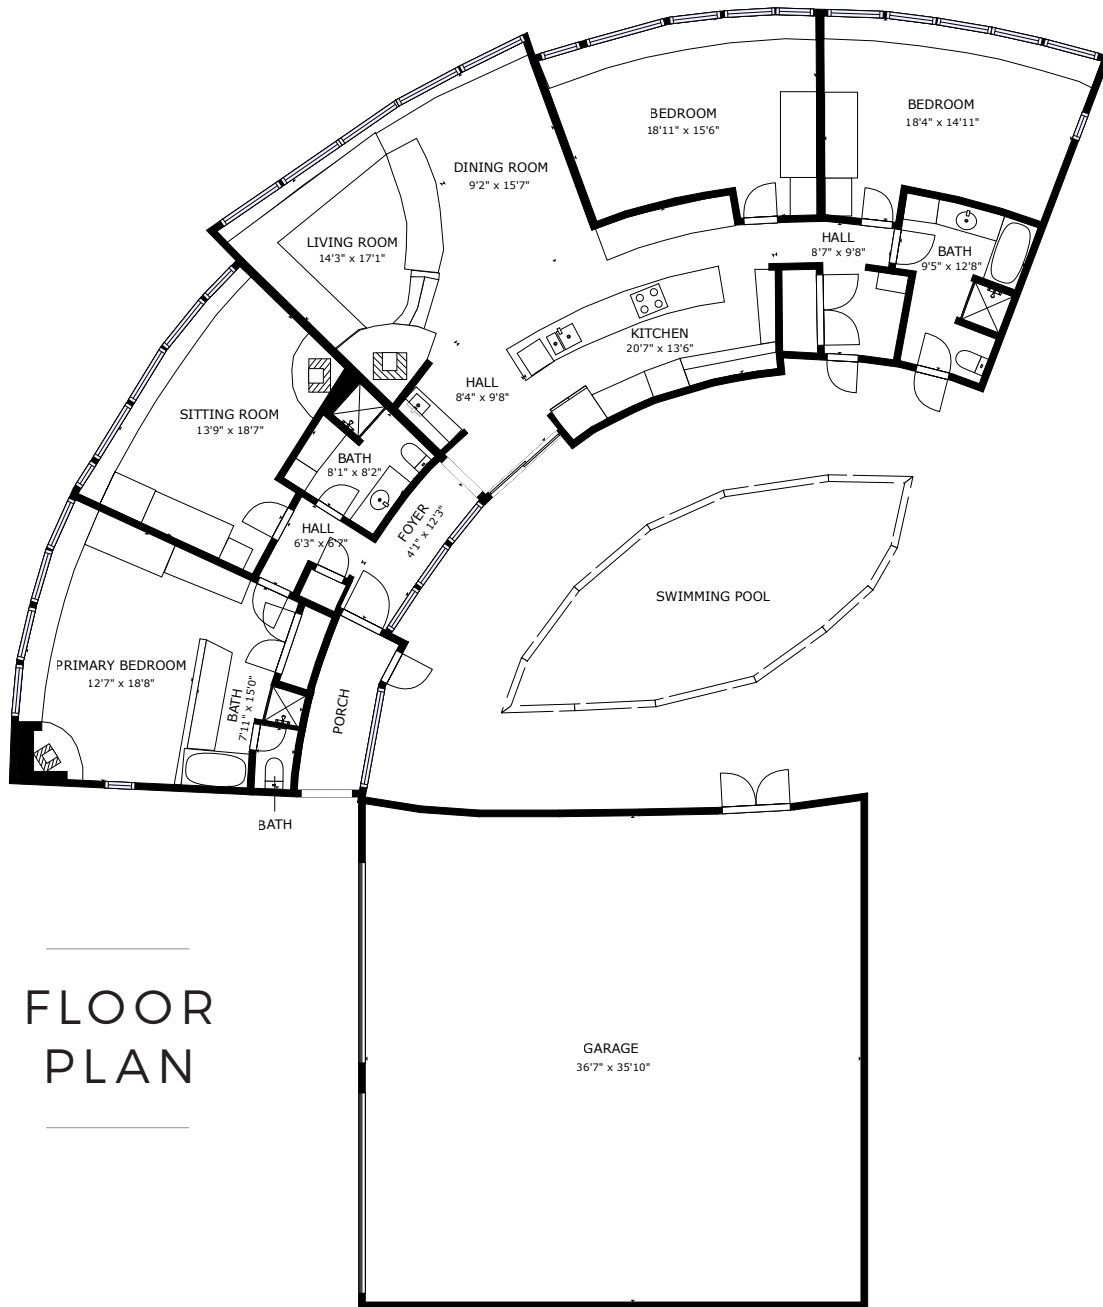 BEDROOM
18'11" x 15'6"
BEDROOM
18'4" x 14'11"
DINING ROOM
9'2" x 15'7"
LIVING ROOM
14'3" x 17'1"
HALL
8'7" x 9'8"
BATH
9'5" x 12'8"
KITCHEN
20'7" x 13'6"
HALL
8'4" x 9'8"
SITTING ROOM
13'9" x 18'7"
BATH
8'1" x 8'2"
FOYER
4'1" x 12'3"
HALL
6'3" x 6'7"
SWIMMING POOL
PRIMARY BEDROOM
12'7" x 18'8"
BATH
7'11" x 15'0"
PORCH
BATH
FLOOR
PLAN
GARAGE
36'7" x 35'10"